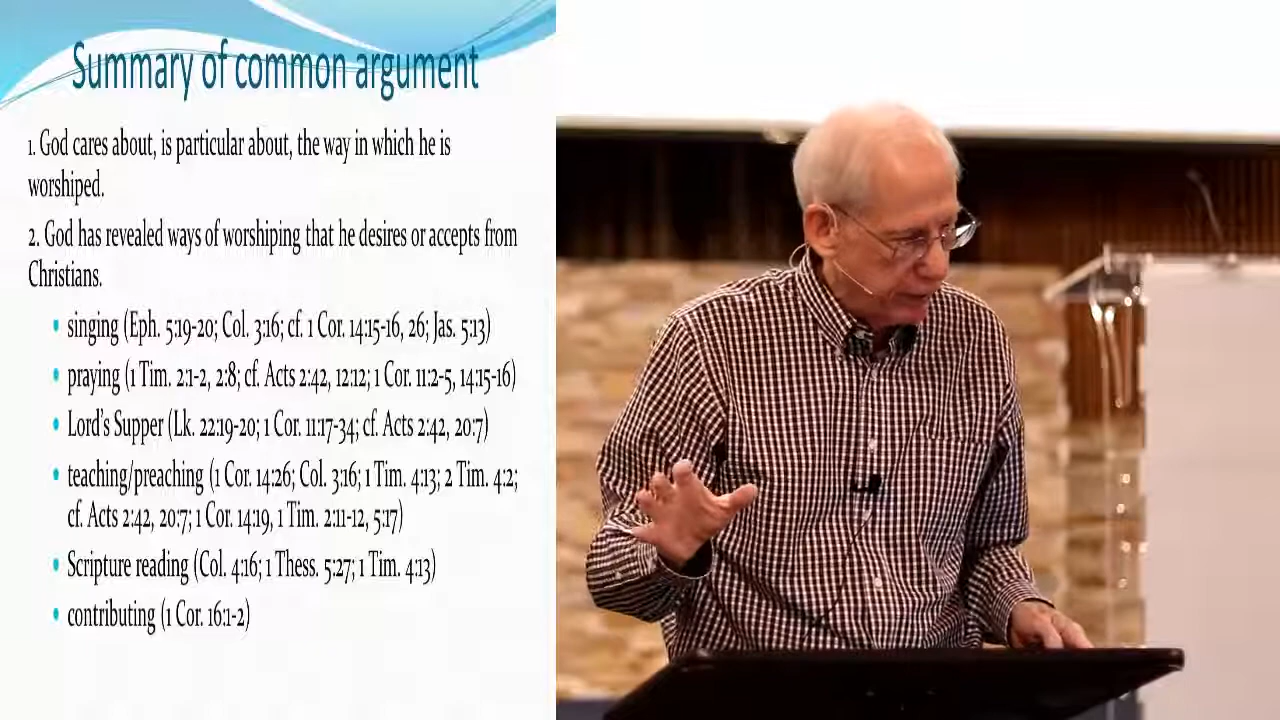 Summary of common argument
1. God cares about, is particular about, the way in which he is
worshiped.
2. God has revealed ways of worshiping that he desires or accepts from
Christians.
• singing (Eph. 5:19-20; Col. 3:16; cf. 1 Cor. 14:15-16, 26; Jas. 5:13)
• praying (1 Tim. 2:1-2, 2:8; cf. Acts 2:42, 12:12; 1 Cor. 11:2-5, 14:15-16)
• Lord's Supper (Lk. 22:19-20; 1 Cor. 11:17-34; cf. Acts 2:42, 20:7)
• teaching/preaching (1 Cor. 14:26; Col. 3:16; 1 Tim. 4:13; 2 Tim. 4:2;
cf. Acts 2:42, 20:7; 1 Cor. 14:19, 1 Tim. 2:11-12, 5:17)
• Scripture reading (Col. 4:16; 1 Thess. 5:27; 1 Tim. 4:13)
• contributing (1 Cor. 16:1-2)